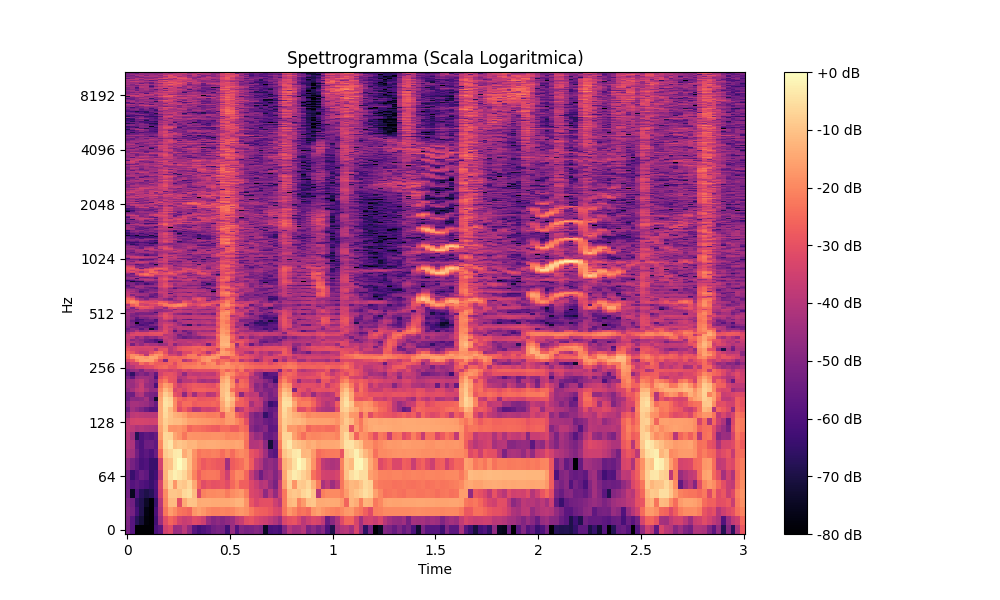 Spettrogramma (Scala Logaritmica)
Hz
8192
4096
2048
1024
512
256
128
64
0
0
0.5
1
1.5
2
2.5
3
Time
+0 dB
-10 dB
-20 dB
-30 dB
-40 dB
-50 dB
-60 dB
-70 dB
-80 dB